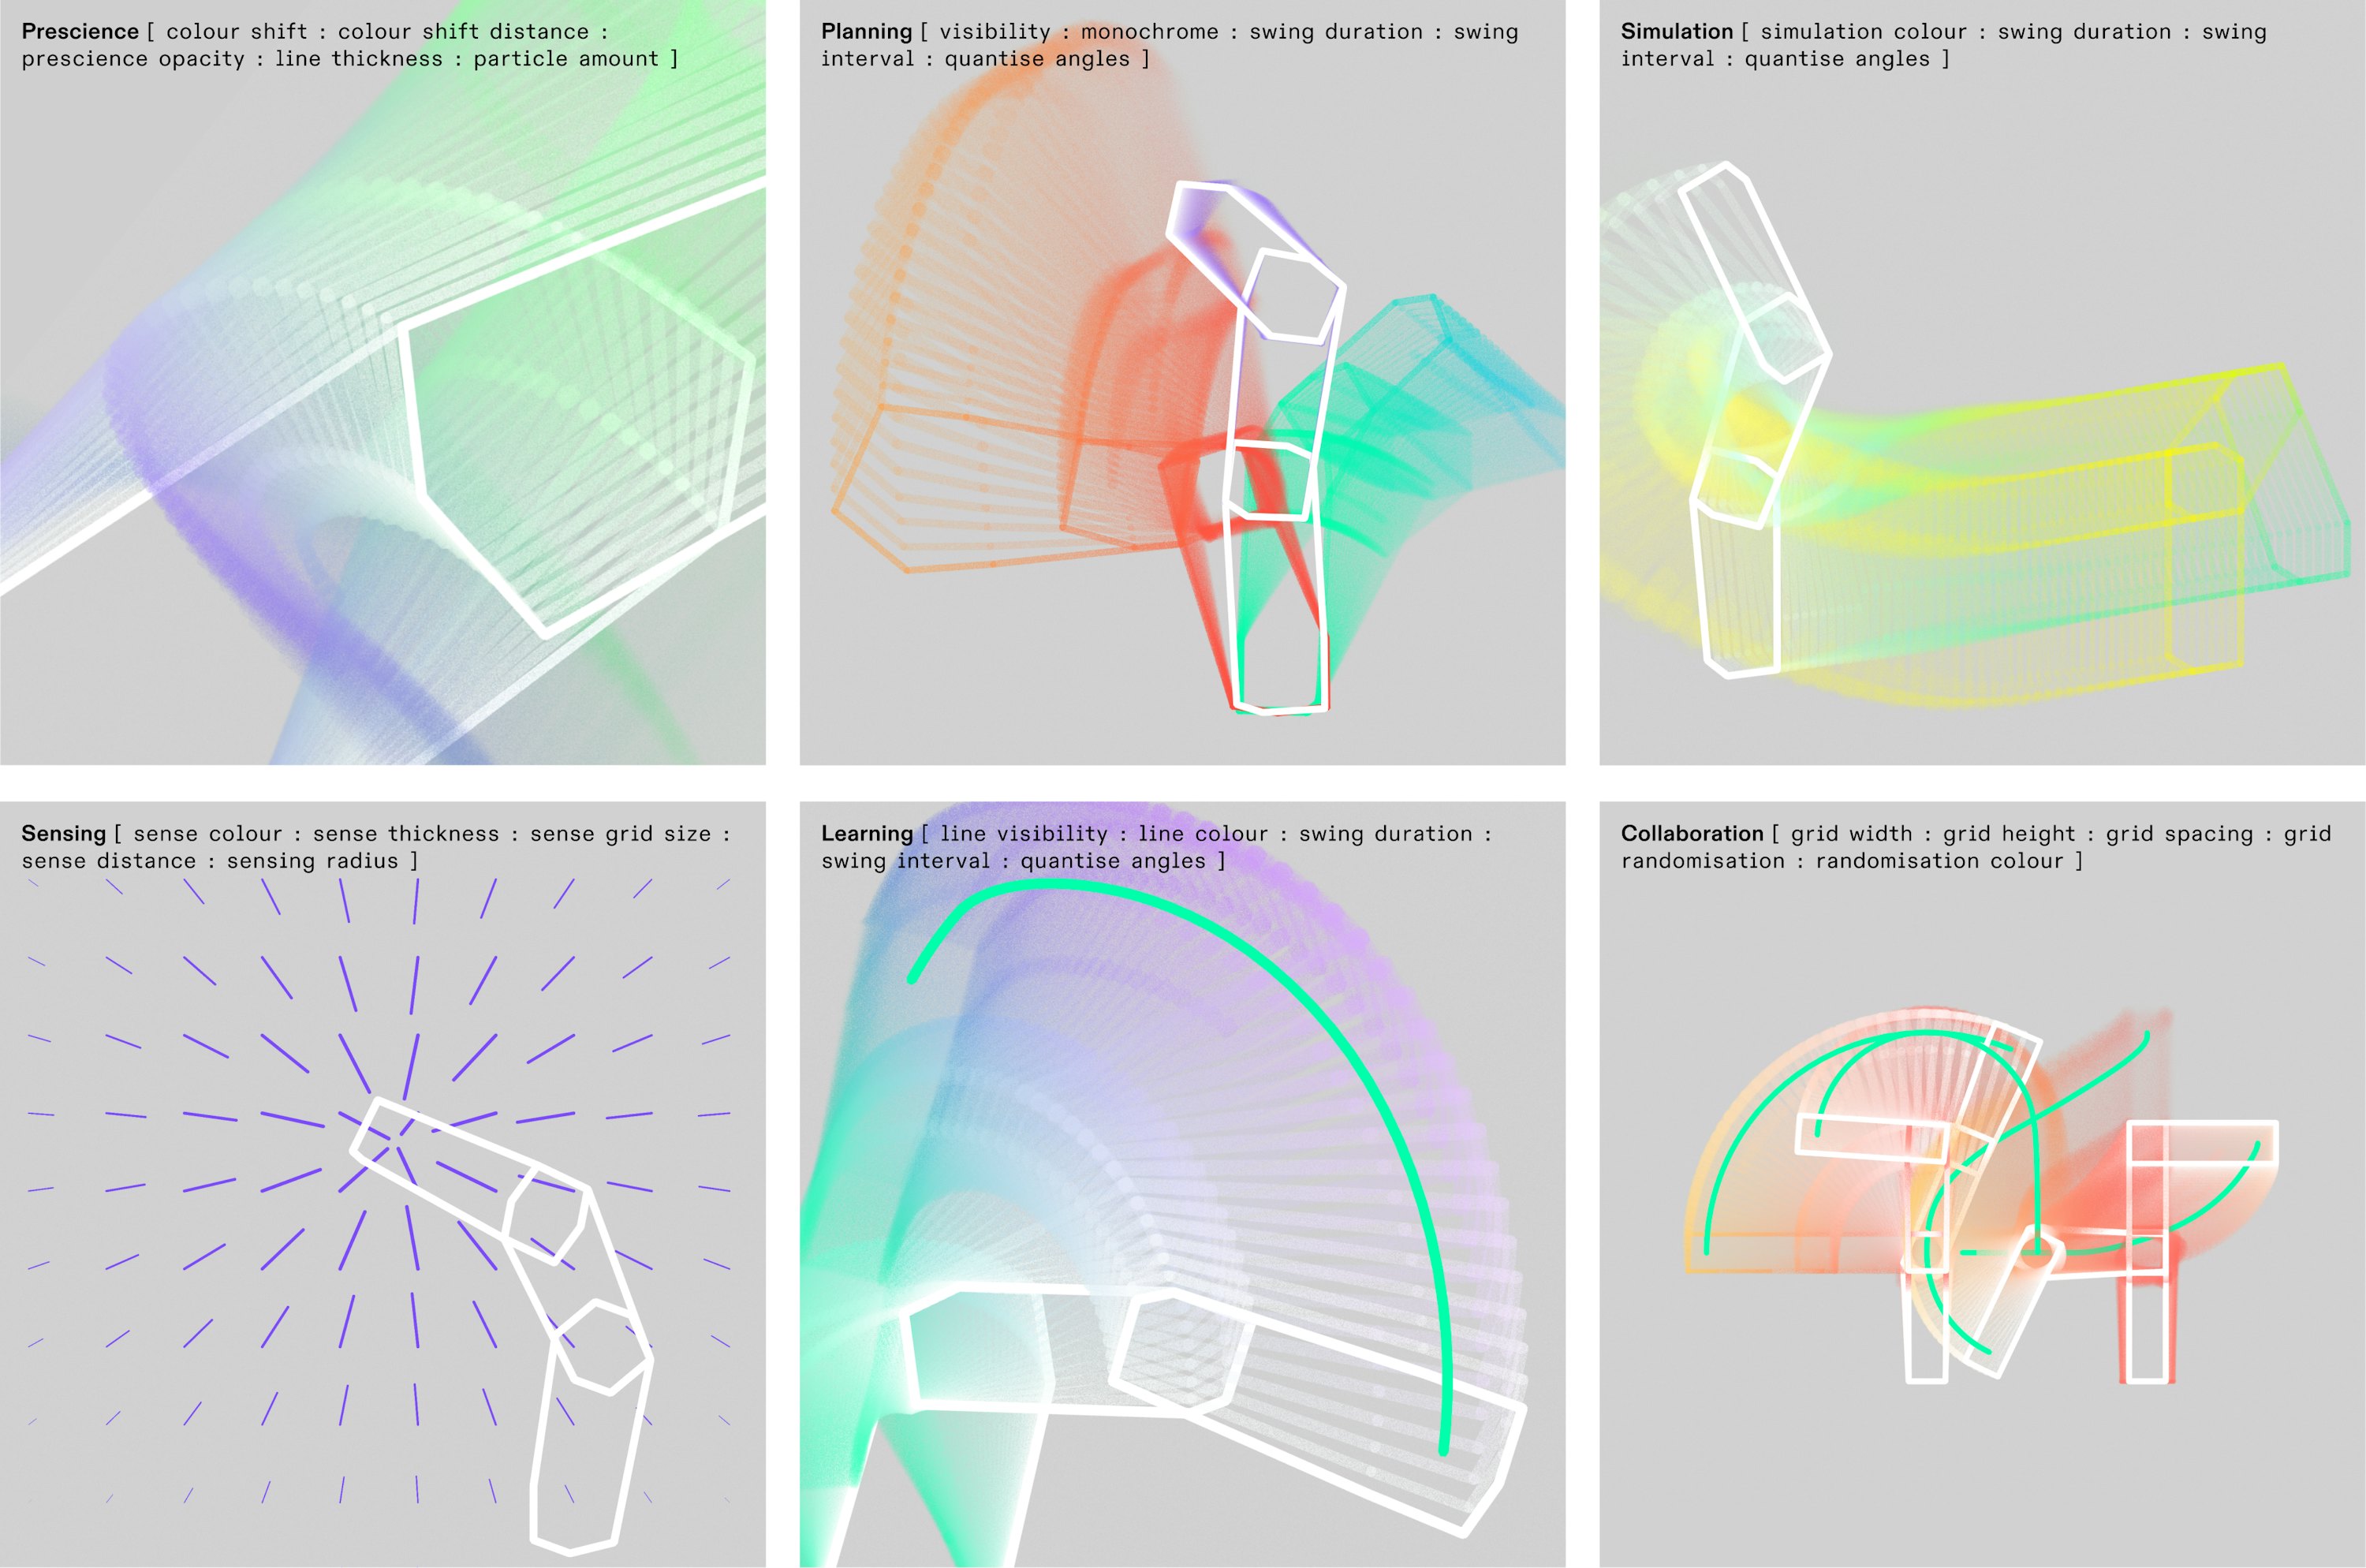 Prescience [ colour shift : colour shift distance :
prescience opacity : line thickness : particle amount ]
Planning [ visibility : monochrome : swing duration : swing
interval : quantise angles ]
Simulation [ simulation colour : swing duration : swing
interval : quantise angles ]
Sensing [ sense colour : sense thickness : sense grid size :
sense distance : sensing radius ]
Learning [ line visibility : line colour : swing duration :
swing interval : quantise angles ]
Collaboration [ grid width : grid height : grid spacing : grid
randomisation : randomisation colour ]